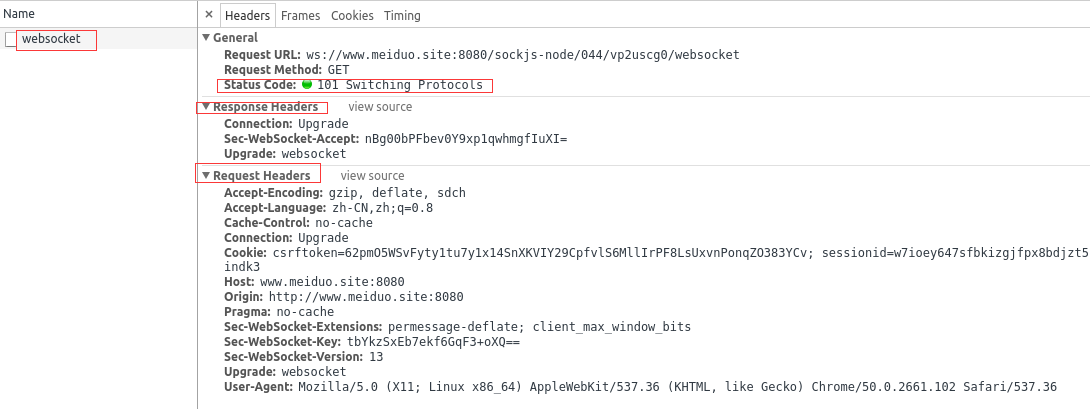 Name
× Headers Frames Cookies Timing
websocket
▼ General
Request URL: ws://www.meiduo.site:8080/sockjs-node/044/vp2uscg0/websocket
Request Method: GET
Status Code: 101 Switching Protocols
▼ Response Headers view source
Connection: Upgrade
Sec-WebSocket-Accept: nBg00bPFbev0Y9xp1qwhmgfIuXI=
Upgrade: websocket
▼ Request Headers view source
Accept-Encoding: gzip, deflate, sdch
Accept-Language: zh-CN,zh;q=0.8
Cache-Control: no-cache
Connection: Upgrade
Cookie: csrftoken=62pmO5WSvFyty1tu7y1x14SnXKVIY29CpfvlS6MllIrPF8LsUxvnPonqZO383YCv; sessionid=w7ioey647sfbkizgjfpx8bdjzt5
indk3
Host: www.meiduo.site:8080
Origin: http://www.meiduo.site:8080
Pragma: no-cache
Sec-WebSocket-Extensions: permessage-deflate; client_max_window_bits
Sec-WebSocket-Key: tbYkzSxEb7ekf6GqF3+oXQ==
Sec-WebSocket-Version: 13
Upgrade: websocket
User-Agent: Mozilla/5.0 (X11; Linux x86_64) AppleWebKit/537.36 (KHTML, like Gecko) Chrome/50.0.2661.102 Safari/537.36